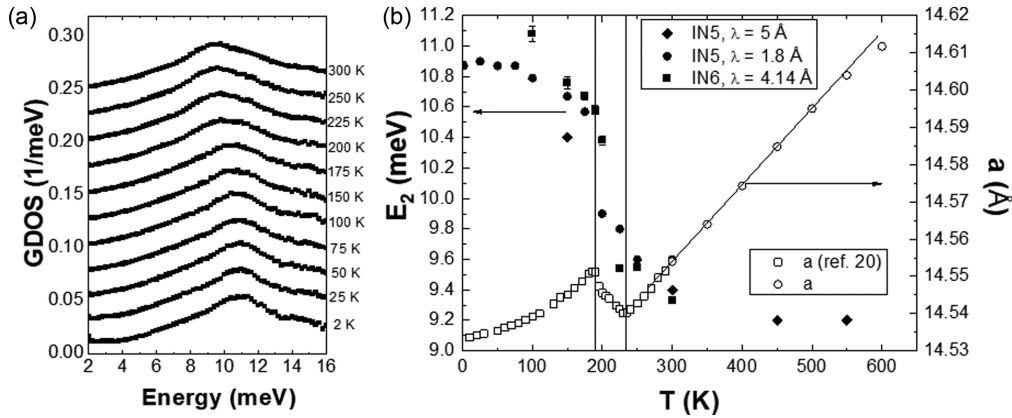 (a)
0.30
0.25
0.20
0.15
0.10
0.05
0.00
GDOS (1/meV)
300 K
250 K
225 K
200 K
175 K
150 K
100 K
75 K
50 K
25 K
2 K
2 4 6 8 10 12 14 16
Energy (meV)
(b)
11.2
11.0
10.8
10.6
10.4
10.2
10.0
9.8
9.6
9.4
9.2
9.0
E₂ (meV)
IN5, λ = 5 Å
IN5, λ = 1.8 Å
IN6, λ = 4.14 Å
a (ref. 20)
a
14.62
14.61
14.60
14.59
14.58
14.57
14.56
14.55
14.54
14.53
a (Å)
0 100 200 300 400 500 600
T (K)